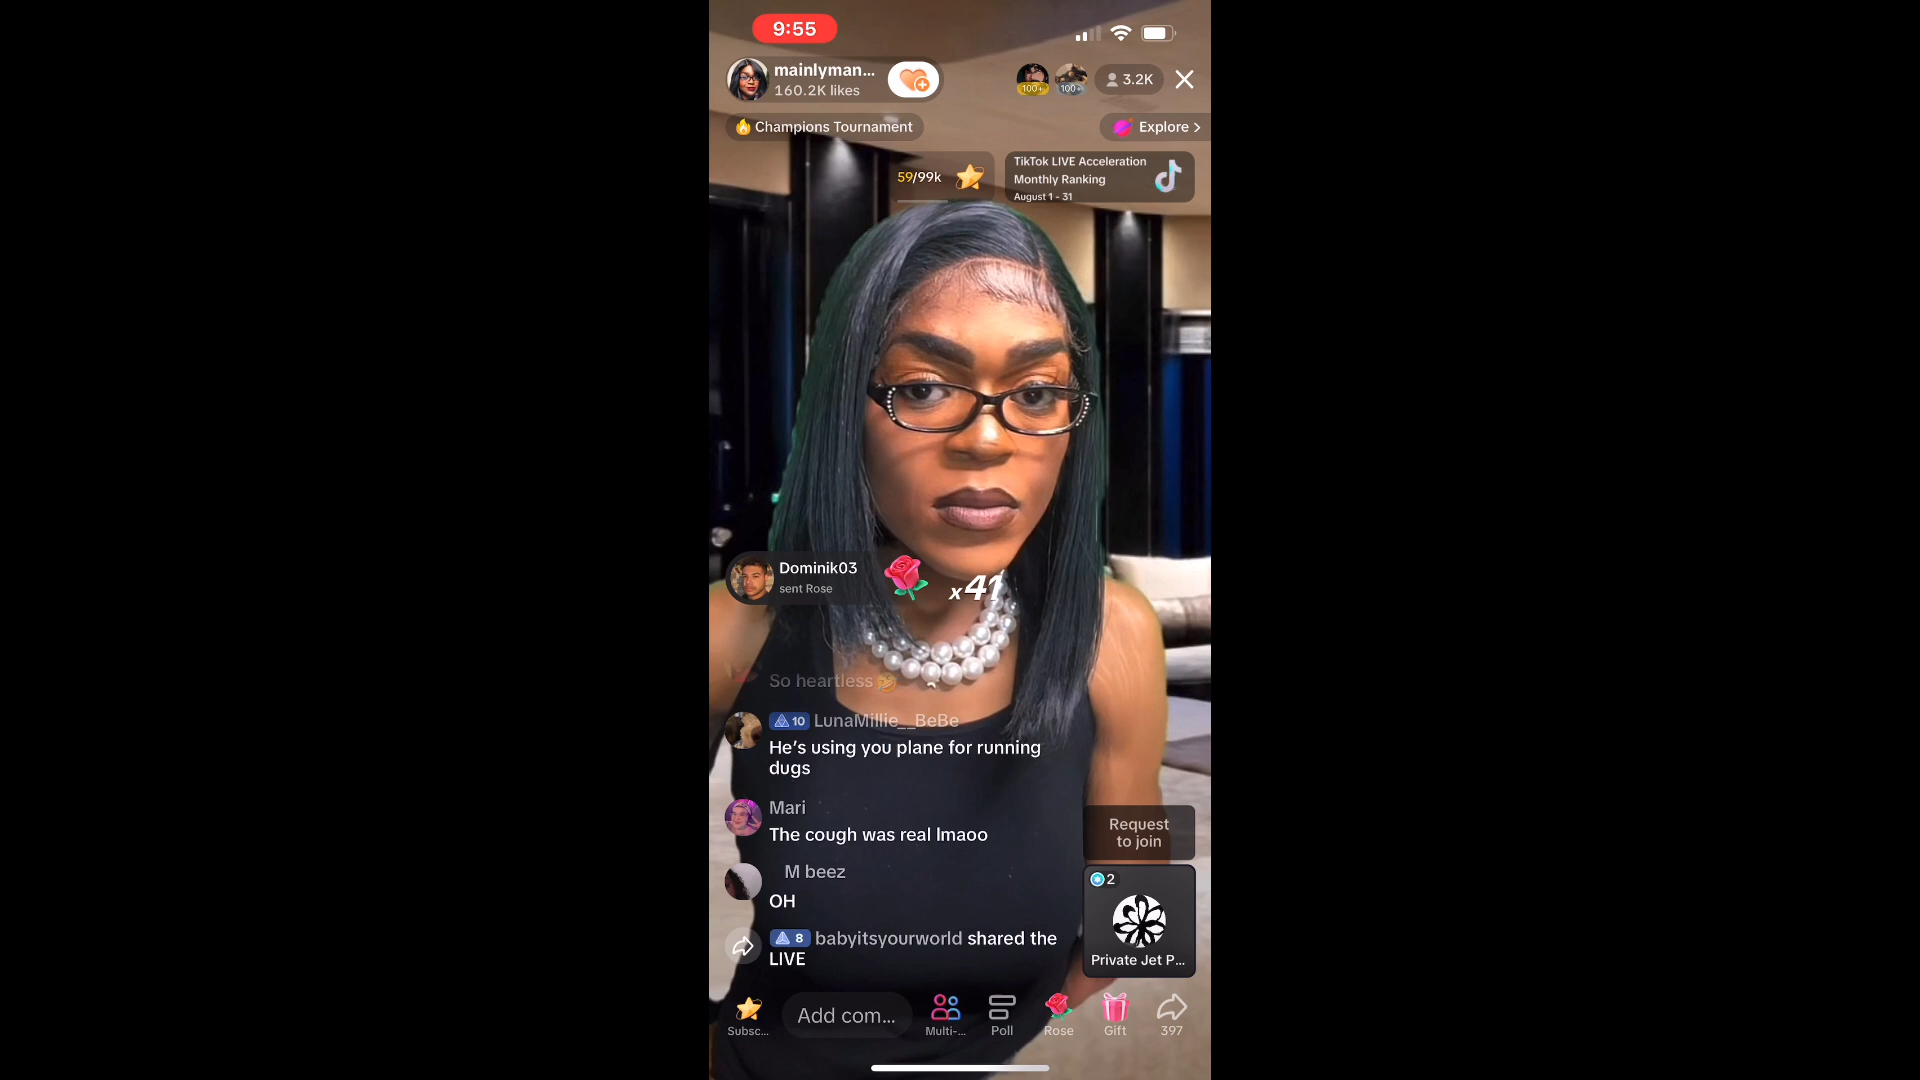 9:55
mainlyman...
160.2K likes
100+
100+
3.2K
Champions Tournament
Explore >
59/99k
TikTok LIVE Acceleration
Monthly Ranking
August 1 - 31
Dominik03
sent Rose
x41
So heartless
10 LunaMillie__BeBe
He's using you plane for running
dugs
Mari
The cough was real lmaoo
M beez
OH
8 babyitsyourworld shared the
LIVE
Request
to join
2
Private Jet P...
Subsc...
Add com...
Multi-...
Poll
Rose
Gift
397